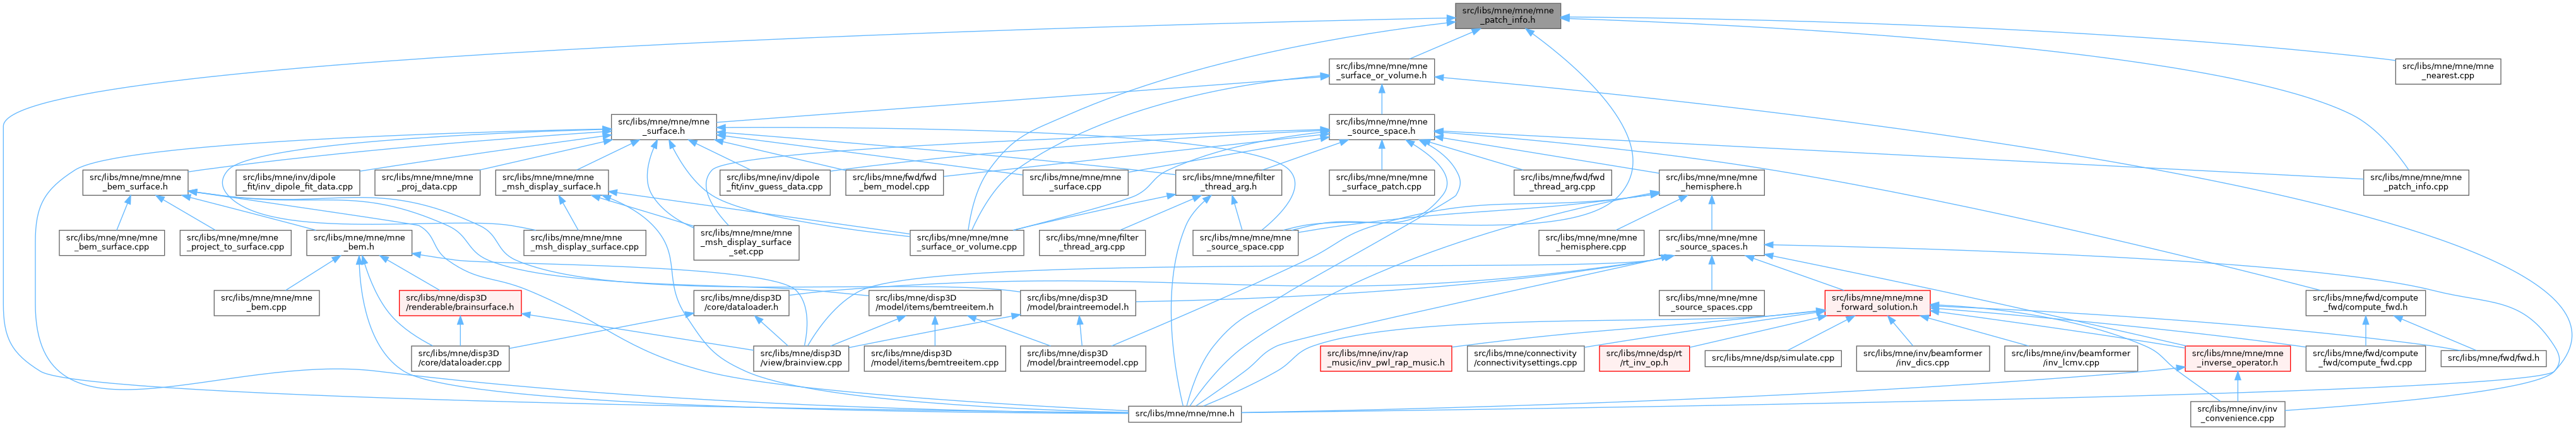 src/libs/mne/mne/mne
_patch_info.h
src/libs/mne/mne/mne
_surface_or_volume.h
src/libs/mne/mne/mne
_nearest.cpp
src/libs/mne/mne/mne
_surface.h
src/libs/mne/mne/mne
_source_space.h
src/libs/mne/mne/mne
_bem_surface.h
src/libs/mne/inv/dipole
_fit/inv_dipole_fit_data.cpp
src/libs/mne/mne/mne
_proj_data.cpp
src/libs/mne/mne/mne
_msh_display_surface.h
src/libs/mne/inv/dipole
_fit/inv_guess_data.cpp
src/libs/mne/fwd/fwd
_bem_model.cpp
src/libs/mne/mne/mne
_surface.cpp
src/libs/mne/mne/filter
_thread_arg.h
src/libs/mne/mne/mne
_surface_patch.cpp
src/libs/mne/fwd/fwd
_thread_arg.cpp
src/libs/mne/mne/mne
_hemisphere.h
src/libs/mne/mne/mne
_patch_info.cpp
src/libs/mne/mne/mne
_bem_surface.cpp
src/libs/mne/mne/mne
_project_to_surface.cpp
src/libs/mne/mne/mne
_bem.h
src/libs/mne/mne/mne
_msh_display_surface.cpp
src/libs/mne/mne/mne
_msh_display_surface
_set.cpp
src/libs/mne/mne/mne
_surface_or_volume.cpp
src/libs/mne/mne/filter
_thread_arg.cpp
src/libs/mne/mne/mne
_source_space.cpp
src/libs/mne/mne/mne
_hemisphere.cpp
src/libs/mne/mne/mne
_source_spaces.h
src/libs/mne/mne/mne
_bem.cpp
src/libs/mne/disp3D
/renderable/brainsurface.h
src/libs/mne/disp3D
/core/dataloader.h
src/libs/mne/disp3D
/model/items/bemtreeitem.h
src/libs/mne/disp3D
/model/braintreemodel.h
src/libs/mne/mne/mne
_source_spaces.cpp
src/libs/mne/mne/mne
_forward_solution.h
src/libs/mne/fwd/compute
_fwd/compute_fwd.h
src/libs/mne/disp3D
/core/dataloader.cpp
src/libs/mne/disp3D
/view/brainview.cpp
src/libs/mne/disp3D
/model/items/bemtreeitem.cpp
src/libs/mne/disp3D
/model/braintreemodel.cpp
src/libs/mne/inv/rap
_music/inv_pwl_rap_music.h
src/libs/mne/connectivity
/connectivitysettings.cpp
src/libs/mne/dsp/rt
/rt_inv_op.h
src/libs/mne/dsp/simulate.cpp
src/libs/mne/inv/beamformer
/inv_dics.cpp
src/libs/mne/inv/beamformer
/inv_lcmv.cpp
src/libs/mne/mne/mne
_inverse_operator.h
src/libs/mne/fwd/compute
_fwd/compute_fwd.cpp
src/libs/mne/fwd/fwd.h
src/libs/mne/mne/mne.h
src/libs/mne/inv/inv
_convenience.cpp